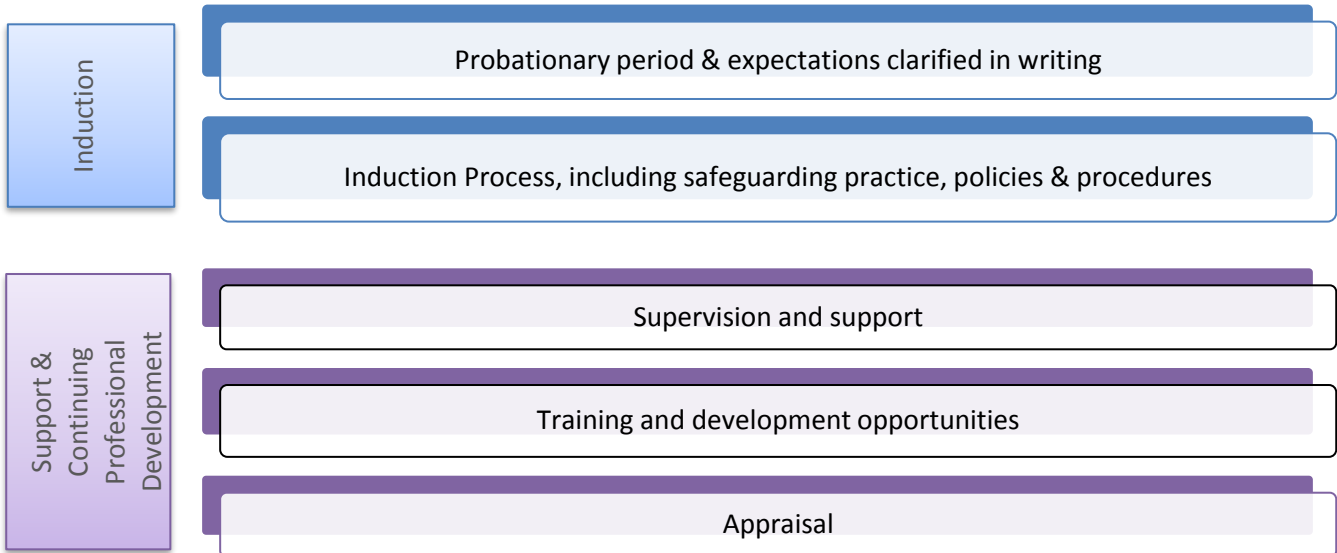 Induction
Probationary period & expectations clarified in writing
Induction Process, including safeguarding practice, policies & procedures
Support &
Continuing
Professional
Development
Supervision and support
Training and development opportunities
Appraisal